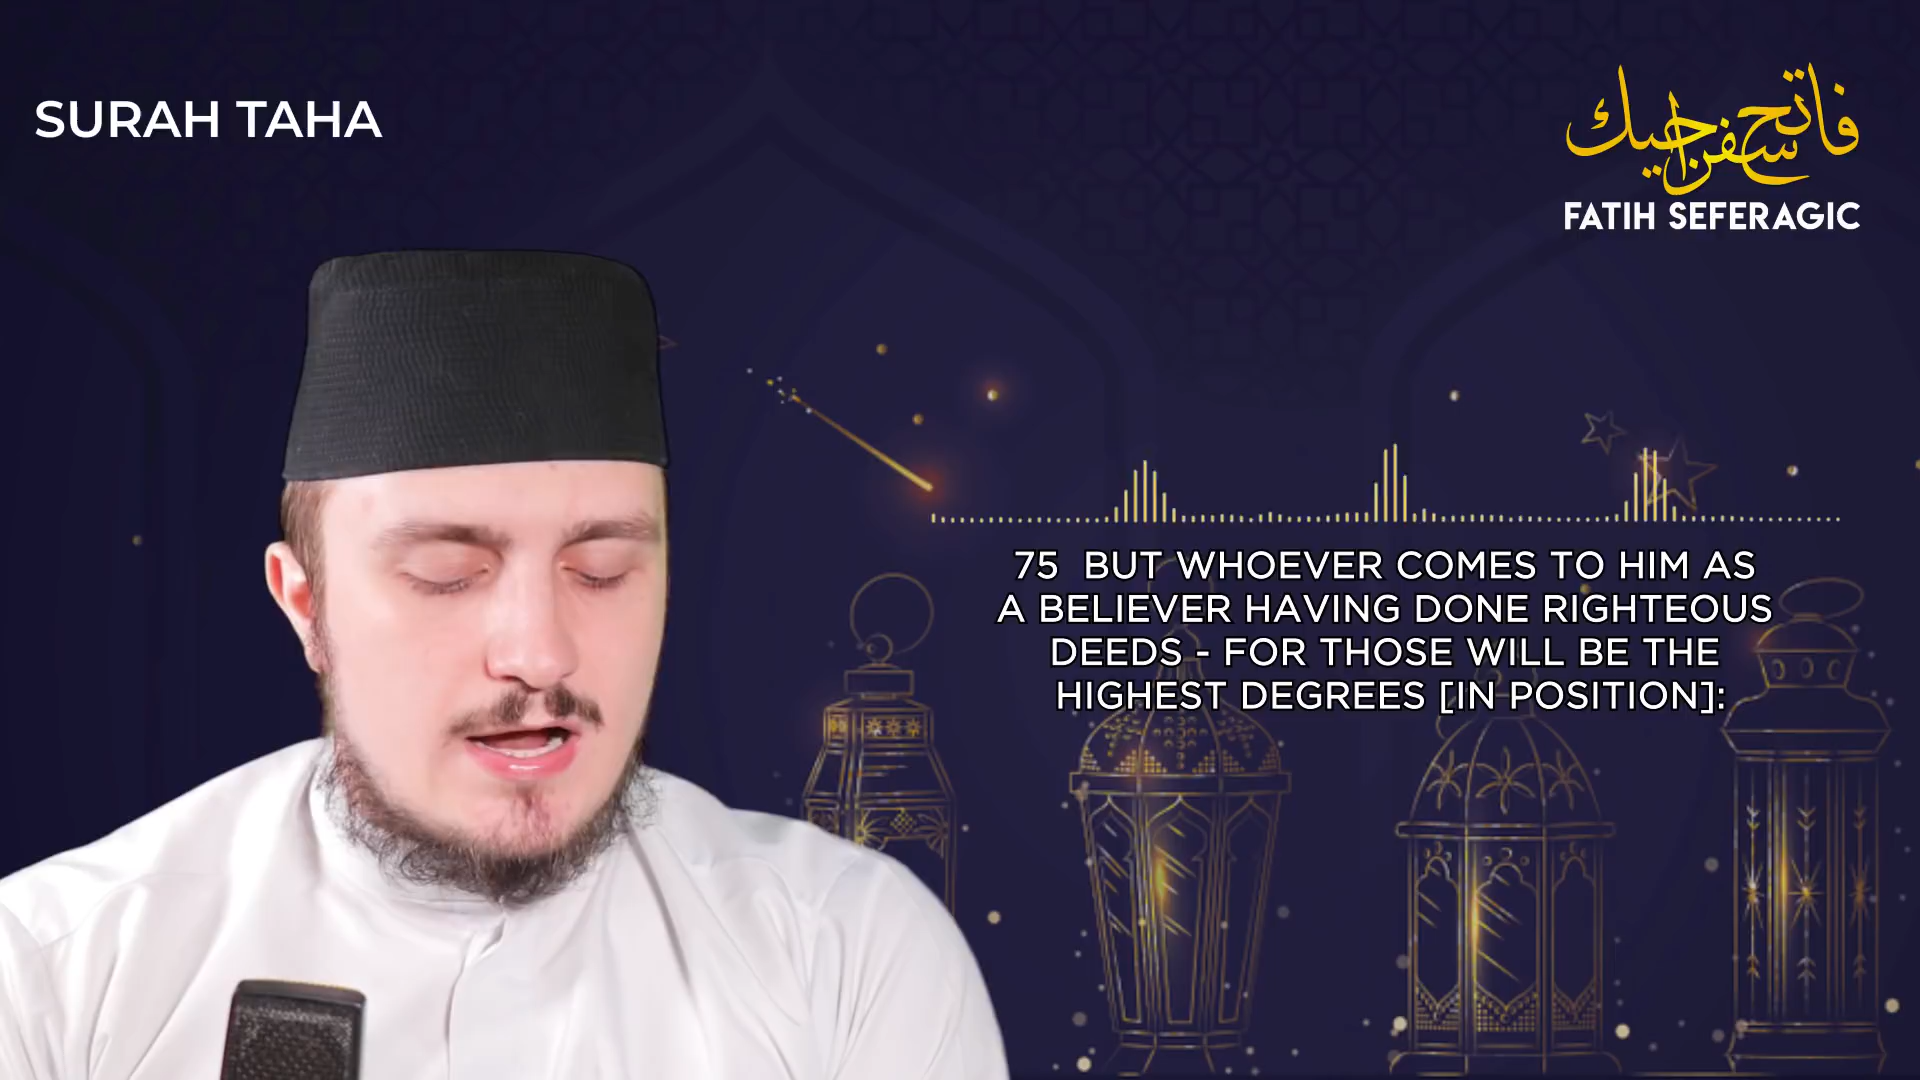 SURAH TAHA
فاتح سفراجيك
FATIH SEFERAGIC
75  BUT WHOEVER COMES TO HIM AS
A BELIEVER HAVING DONE RIGHTEOUS
DEEDS - FOR THOSE WILL BE THE
HIGHEST DEGREES [IN POSITION]: